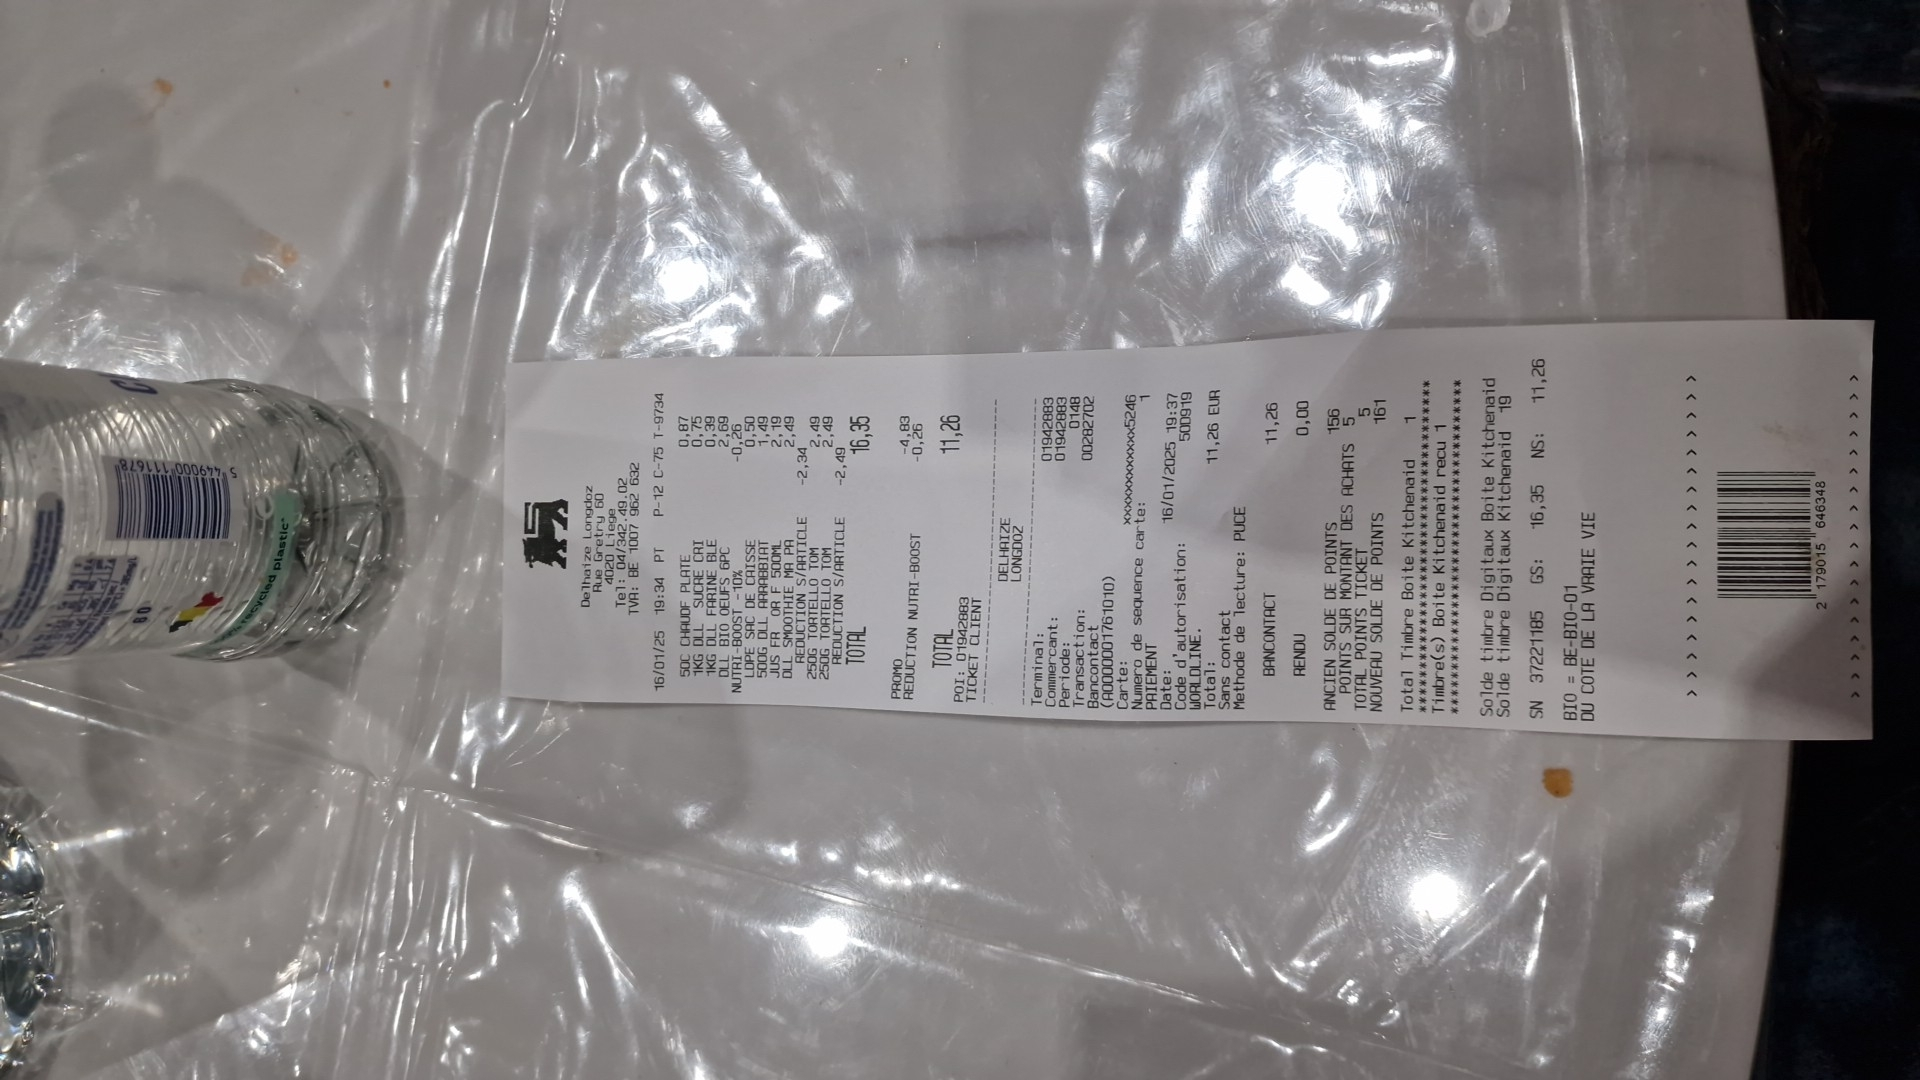 Delhaize Longdoz
Rue Gretry 60
4020 Liege
Tel: 04/342.49.02
TVA: BE 1007 962 632
16/01/25 19:34 PT P-12 C-75 T-9734
50C CHAUDF PLATE 0,87
1KG DLL SUCRE CRI 0,75
1KG DLL FARINE BLE 0,39
DLL BIO OEUFS 6PC 2,69
NUTRI-BOOST -10% -0,26
LOPE SAC DE CAISSE 0,50
500G DLL ARRABBIAT 1,49
JUS FR OR F 500ML 2,19
DLL SMOOTHIE MA PA 2,49
REDUCTION S/ARTICLE -2,34
250G TORTELLO TOM 2,49
250G TORTELLO TOM 2,49
REDUCTION S/ARTICLE -2,49
TOTAL 16,35
PROMO -4,83
REDUCTION NUTRI-BOOST -0,26
TOTAL 11,26
POI: 01942883
TICKET CLIENT
DELHAIZE
LONGDOZ
Terminal: 01942883
Commercant: 01942883
Periode: 0148
Transaction: 00282702
Bancontact
(A0000001761010)
Carte: xxxxxxxxxxxxx5246
Numero de sequence carte: 1
PAIEMENT
Date: 16/01/2025 19:37
Code d'autorisation: 500919
WORLDLINE.
Total: 11,26 EUR
Sans contact
Methode de lecture: PUCE
BANCONTACT 11,26
RENDU 0,00
ANCIEN SOLDE DE POINTS 156
POINTS SUR MONTANT DES ACHATS 5
TOTAL POINTS TICKET 5
NOUVEAU SOLDE DE POINTS 161
Total Timbre Boite Kitchenaid 1
****************************************
Timbre(s) Boite Kitchenaid recu 1
****************************************
Solde timbre Digitaux Boite Kitchenaid
Solde timbre Digitaux Kitchenaid 19
SN 37221185 GS: 16,35 NS: 11,26
BIO = BE-BIO-01
DU COTE DE LA VRAIE VIE
2 179015 646348
5 449000 111678
recycled plastic*